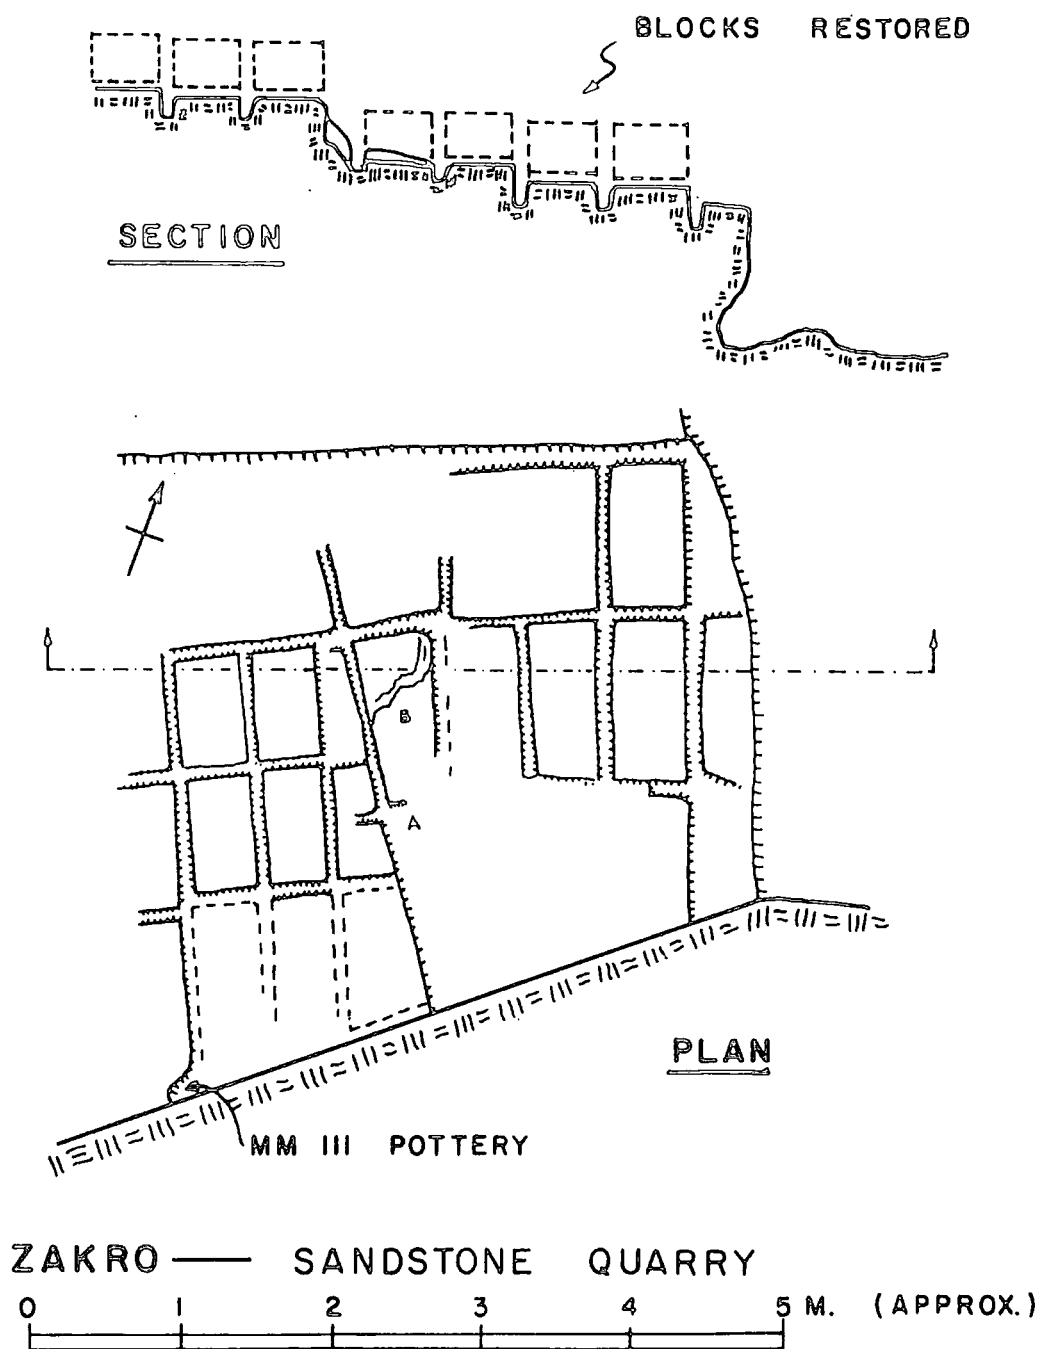 BLOCKS RESTORED
SECTION
B
A
PLAN
MM III POTTERY
ZAKRO — SANDSTONE QUARRY
0 1 2 3 4 5 M. (APPROX.)